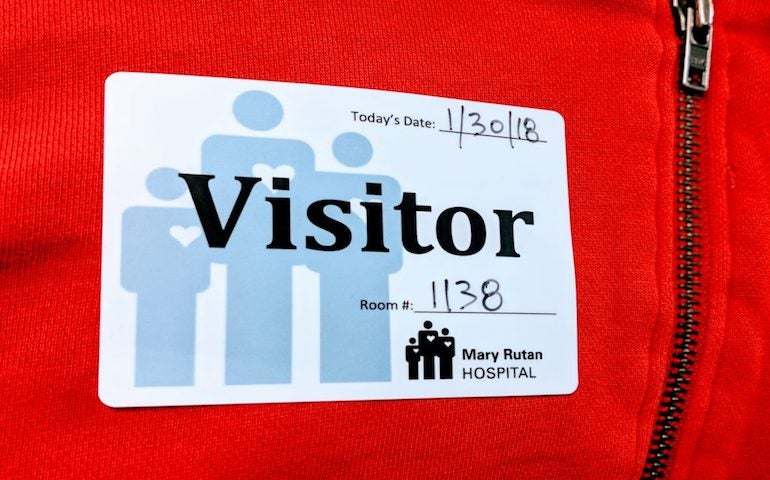 Today's Date: 1/30/18
Visitor
Room #: 1138
Mary Rutan
HOSPITAL